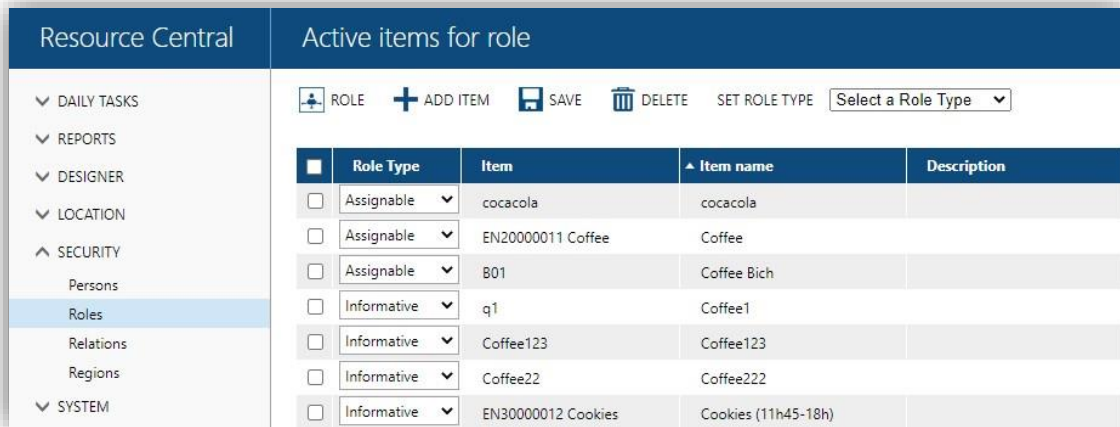 Resource Central
Active items for role
DAILY TASKS
REPORTS
DESIGNER
LOCATION
SECURITY
Persons
Roles
Relations
Regions
SYSTEM
ROLE ADD ITEM SAVE DELETE SET ROLE TYPE Select a Role Type
Role Type Item Item name Description
Assignable cocacola cocacola
Assignable EN20000011 Coffee Coffee
Assignable B01 Coffee Bich
Informative q1 Coffee1
Informative Coffee123 Coffee123
Informative Coffee22 Coffee222
Informative EN30000012 Cookies Cookies (11h45-18h)